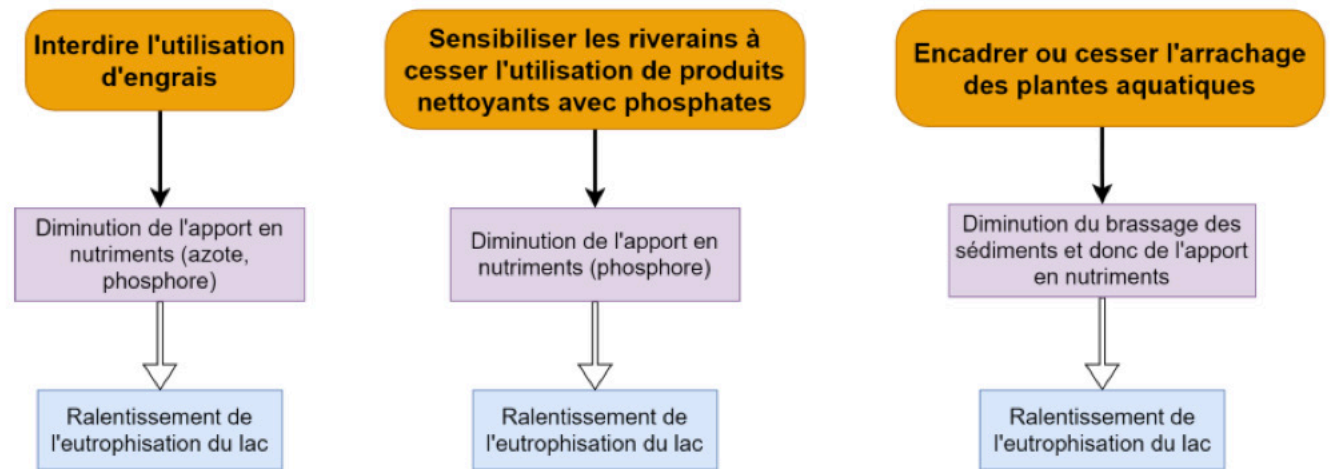 Interdire l'utilisation
d'engrais
Diminution de l'apport en
nutriments (azote,
phosphore)
Ralentissement de
l'eutrophisation du lac
Sensibiliser les riverains à
cesser l'utilisation de produits
nettoyants avec phosphates
Diminution de l'apport en
nutriments (phosphore)
Ralentissement de
l'eutrophisation du lac
Encadrer ou cesser l'arrachage
des plantes aquatiques
Diminution du brassage des
sédiments et donc de l'apport
en nutriments
Ralentissement de
l'eutrophisation du lac